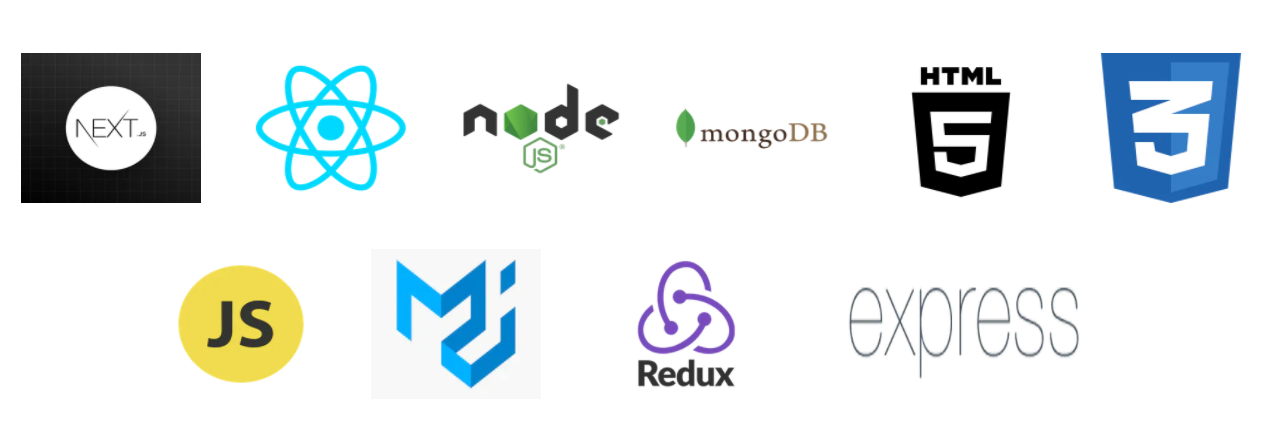 NEXT.JS
node
JS®
mongoDB
HTML
5
3
JS
Redux
express